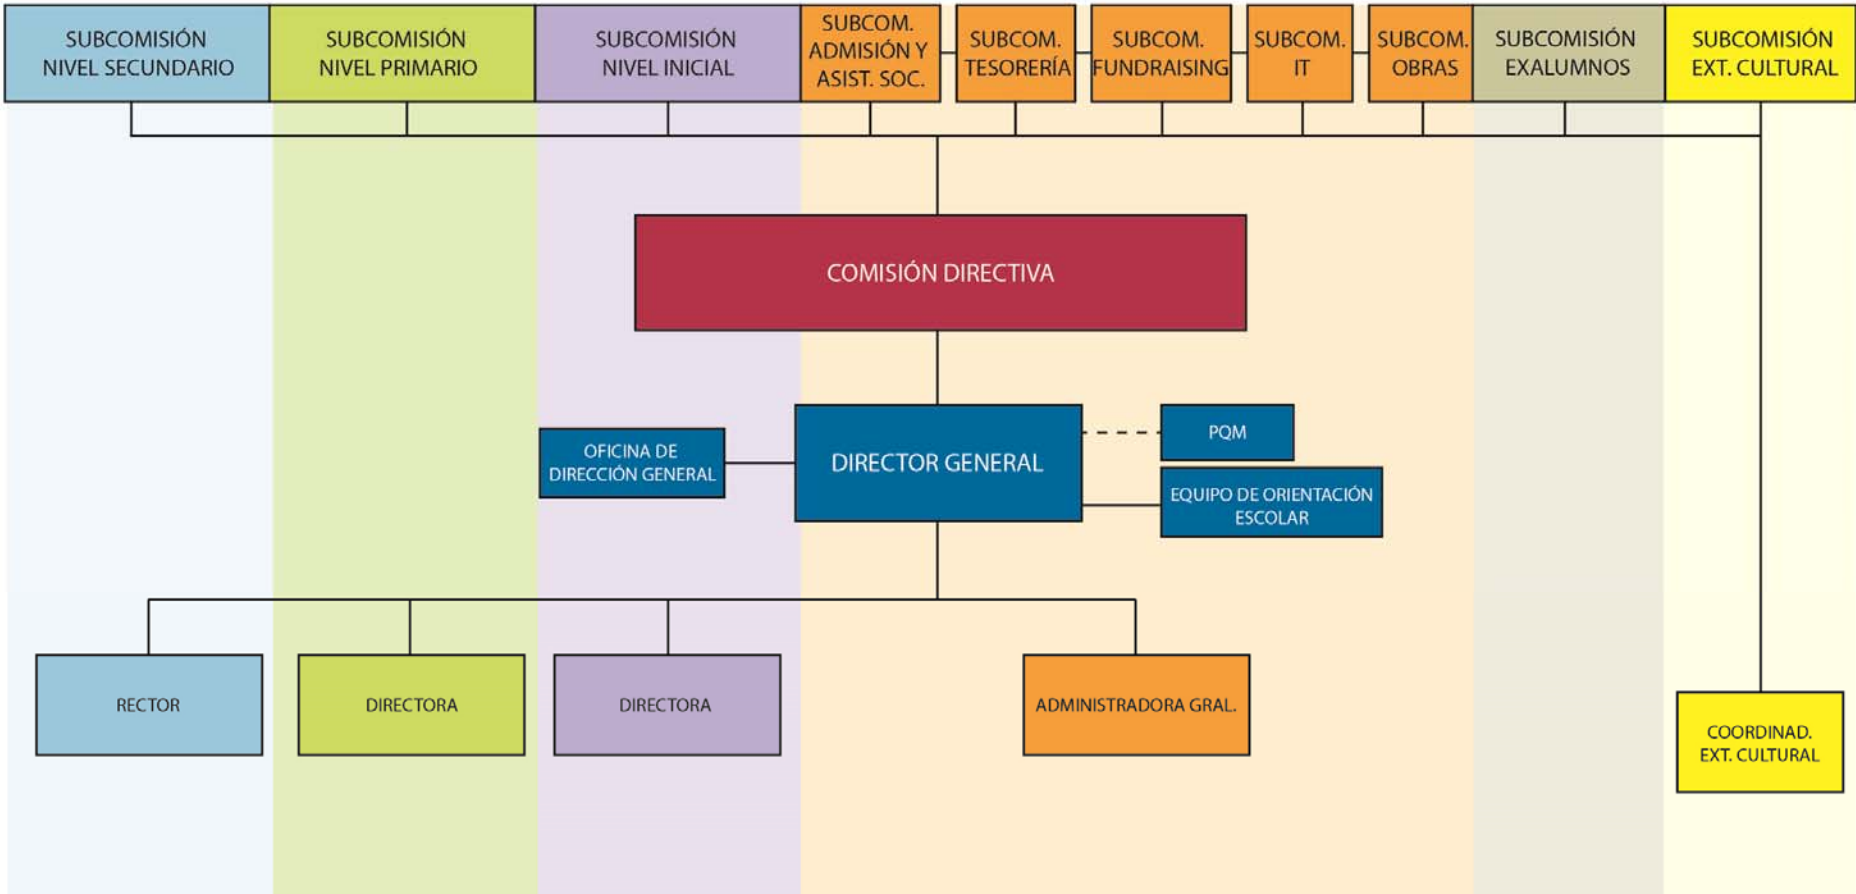 SUBCOMISIÓN
NIVEL SECUNDARIO
SUBCOMISIÓN
NIVEL PRIMARIO
SUBCOMISIÓN
NIVEL INICIAL
SUBCOM.
ADMISIÓN Y
ASIST. SOC.
SUBCOM.
TESORERÍA
SUBCOM.
FUNDRAISING
SUBCOM.
IT
SUBCOM.
OBRAS
SUBCOMISIÓN
EXALUMNOS
SUBCOMISIÓN
EXT. CULTURAL
COMISIÓN DIRECTIVA
OFICINA DE
DIRECCIÓN GENERAL
DIRECTOR GENERAL
PQM
EQUIPO DE ORIENTACIÓN
ESCOLAR
RECTOR
DIRECTORA
DIRECTORA
ADMINISTRADORA GRAL.
COORDINAD.
EXT. CULTURAL